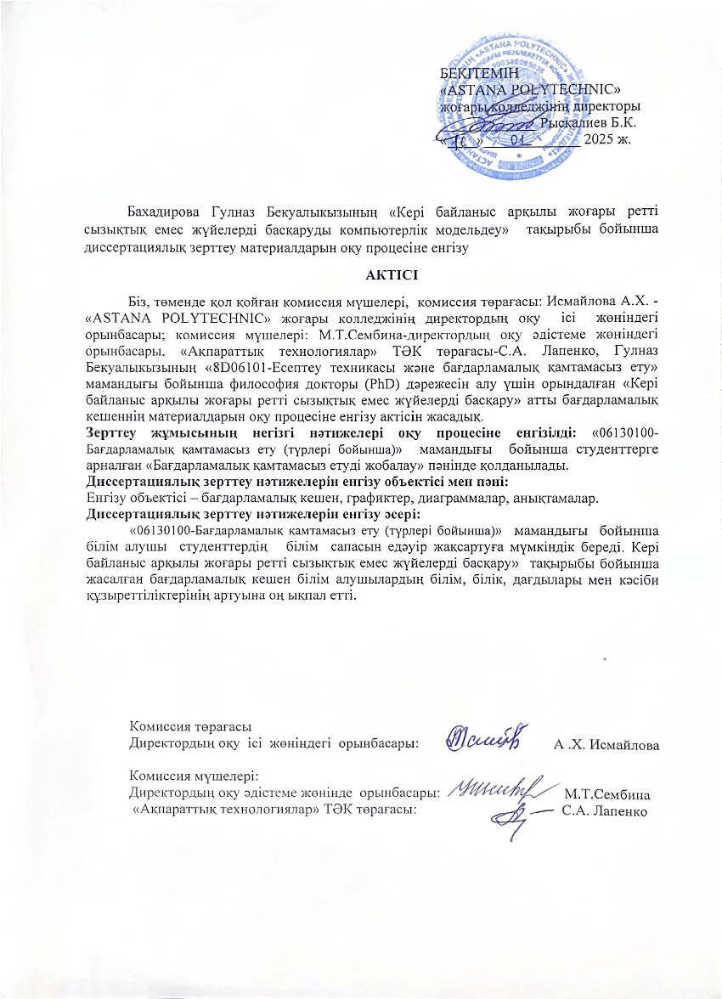 БЕКІТЕМІН
«ASTANA POLYTECHNIC»
жоғары колледжінің директоры
Рыскалиев Б.К.
«10» 01 2025 ж.
Бахадирова Гулназ Бекуалыкызының «Кері байланыс арқылы жоғары ретті
сызықтық емес жүйелерді басқаруды компьютерлік модельдеу» тақырыбы бойынша
диссертациялық зерттеу материалдарын оқу процесіне енгізу
АКТІСІ
Біз, төменде қол қойған комиссия мүшелері, комиссия төрағасы: Исмайлова А.Х. -
«ASTANA POLYTECHNIC» жоғары колледжінің директордың оқу ісі жөніндегі
орынбасары; комиссия мүшелері: М.Т.Сембина-директордың оқу әдістеме жөніндегі
орынбасары, «Ақпараттық технологиялар» ТӘК төрағасы-С.А. Лапенко, Гулназ
Бекуалыкызының «8D06101-Есептеу техникасы және бағдарламалық қамтамасыз ету»
мамандығы бойынша философия докторы (PhD) дәрежесін алу үшін орындалған «Кері
байланыс арқылы жоғары ретті сызықтық емес жүйелерді басқару» атты бағдарламалық
кешеннің материалдарын оқу процесіне енгізу актісін жасадық.
Зерттеу жұмысының негізгі нәтижелері оқу процесіне енгізілді: «06130100-
Бағдарламалық қамтамасыз ету (түрлері бойынша)» мамандығы бойынша студенттерге
арналған «Бағдарламалық қамтамасыз етуді жобалау» пәнінде қолданылады.
Диссертациялық зерттеу нәтижелерін енгізу объектісі мен пәні:
Енгізу объектісі – бағдарламалық кешен, графиктер, диаграммалар, анықтамалар.
Диссертациялық зерттеу нәтижелерін енгізу әсері:
«06130100-Бағдарламалық қамтамасыз ету (түрлері бойынша)» мамандығы бойынша
білім алушы студенттердің білім сапасын едәуір жақсартуға мүмкіндік береді. Кері
байланыс арқылы жоғары ретті сызықтық емес жүйелерді басқару» тақырыбы бойынша
жасалған бағдарламалық кешен білім алушылардың білім, білік, дағдылары мен кәсіби
құзыреттіліктерінің артуына оң ықпал етті.
Комиссия төрағасы
Директордың оқу ісі жөніндегі орынбасары: А .Х. Исмайлова
Комиссия мүшелері:
Директордың оқу әдістеме жөнінде орынбасары: М.Т.Сембина
«Ақпараттық технологиялар» ТӘК төрағасы: С.А. Лапенко